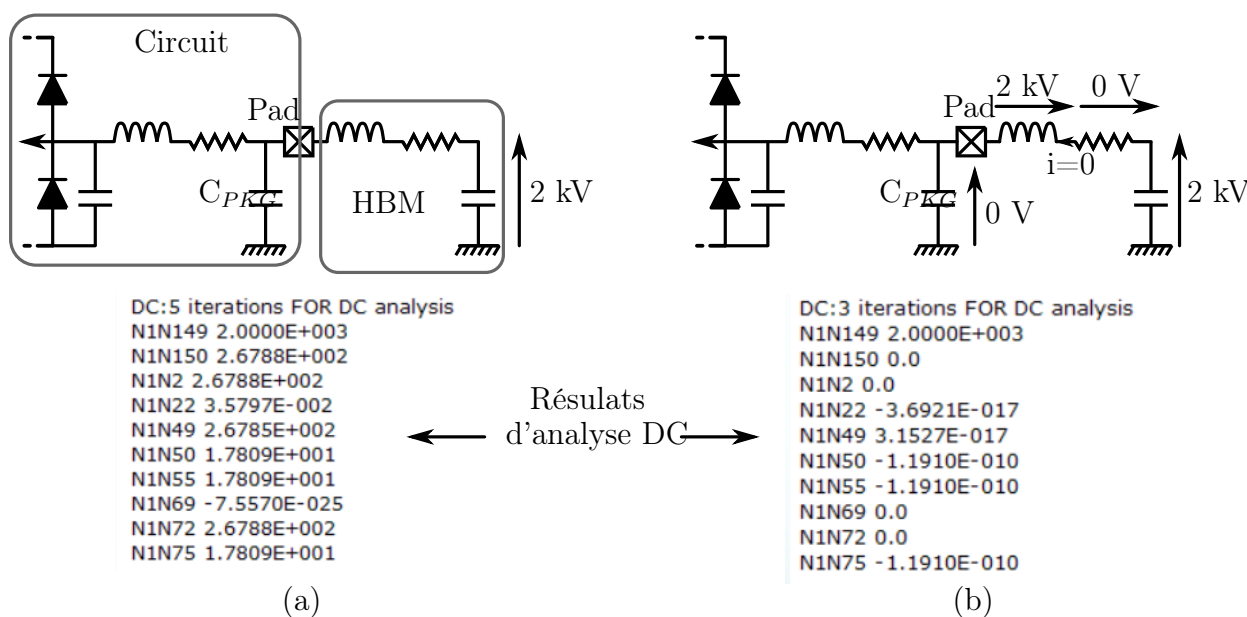 Circuit
Pad
C_PKG
HBM
2 kV
2 kV
0 V
Pad
i=0
C_PKG
0 V
2 kV
DC:5 iterations FOR DC analysis
N1N149 2.0000E+003
N1N150 2.6788E+002
N1N2 2.6788E+002
N1N22 3.5797E-002
N1N49 2.6785E+002
N1N50 1.7809E+001
N1N55 1.7809E+001
N1N69 -7.5570E-025
N1N72 2.6788E+002
N1N75 1.7809E+001
Résulats
d'analyse DC
DC:3 iterations FOR DC analysis
N1N149 2.0000E+003
N1N150 0.0
N1N2 0.0
N1N22 -3.6921E-017
N1N49 3.1527E-017
N1N50 -1.1910E-010
N1N55 -1.1910E-010
N1N69 0.0
N1N72 0.0
N1N75 -1.1910E-010
(a)
(b)